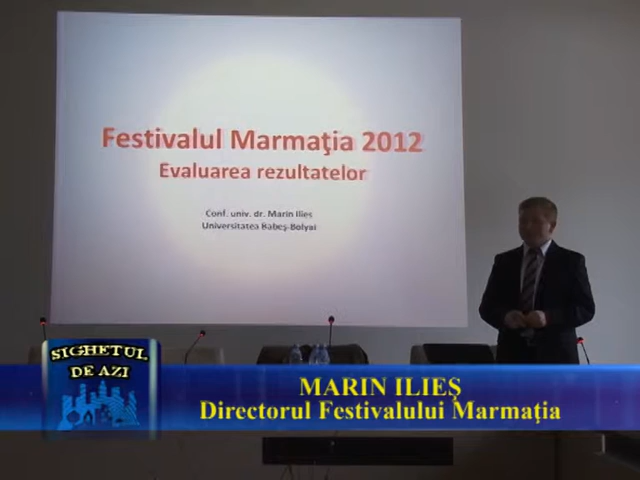 Festivalul Marmaţia 2012
Evaluarea rezultatelor
Conf. univ. dr. Marin Ilies
Universitatea Babeş-Bolyai
SIGHETUL
DE AZI
MARIN ILIEŞ
Directorul Festivalului Marmaţia